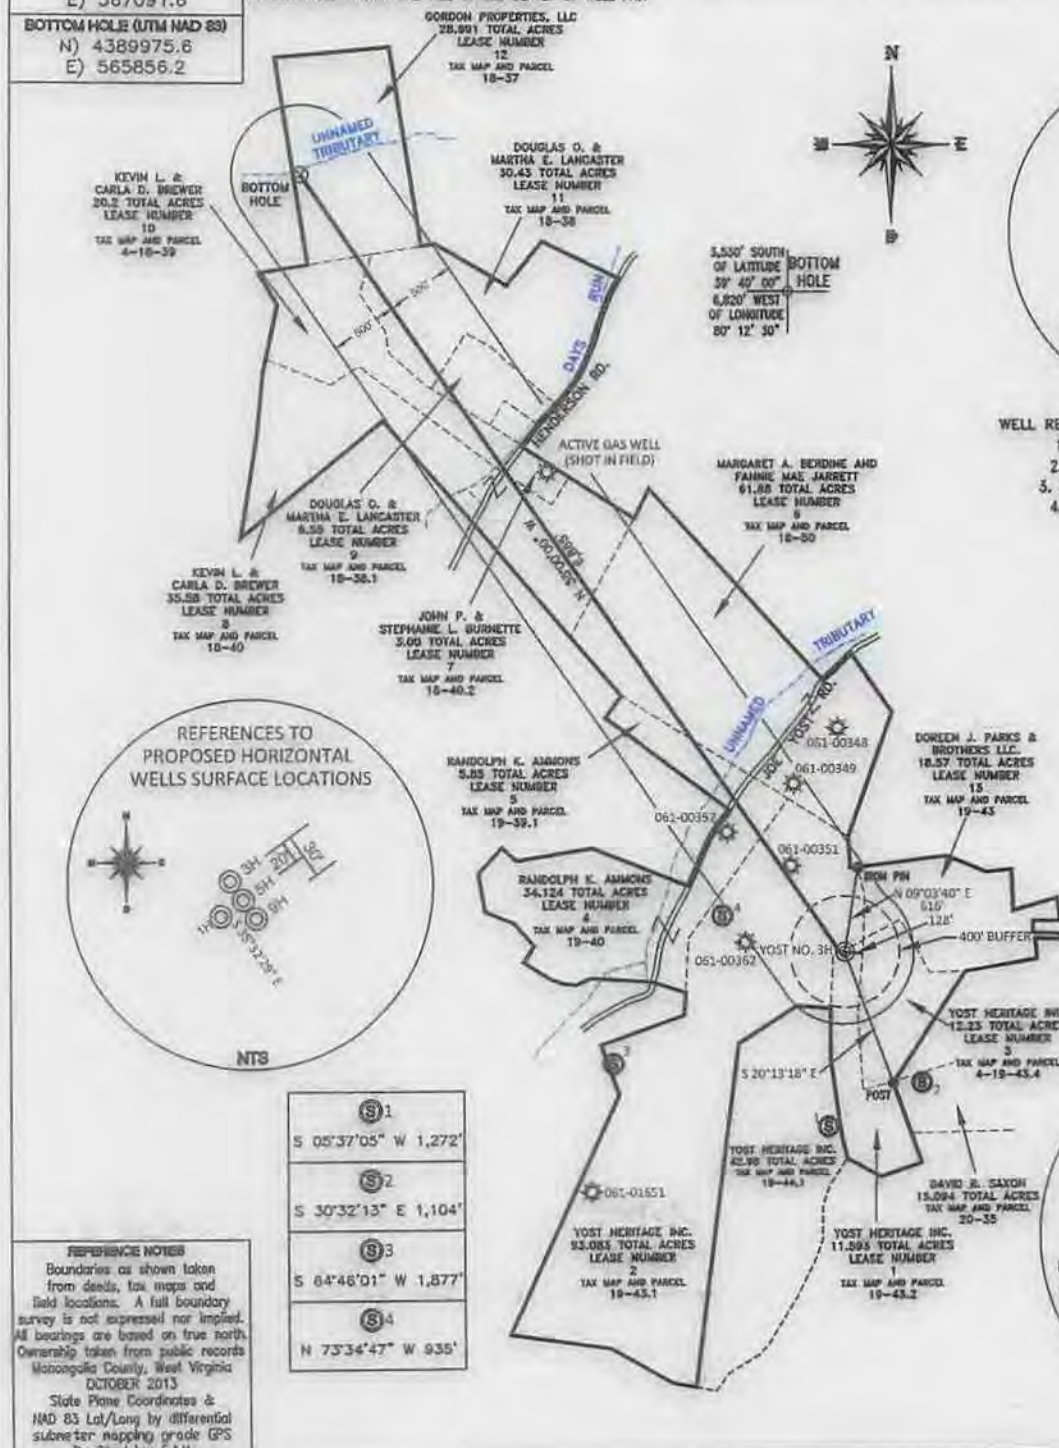 BOTTOM HOLE (UTM NAD 83)
N) 4389975.6
E) 565856.2
GORDON PROPERTIES, LLC
28.691 TOTAL ACRES
LEASE NUMBER
12
TAX MAP AND PARCEL
18-37
UNNAMED
TRIBUTARY
BOTTOM
HOLE
KEVIN L. &
CARLA D. BREWER
20.2 TOTAL ACRES
LEASE NUMBER
10
TAX MAP AND PARCEL
4-18-39
DOUGLAS O. &
MARTHA E. LANCASTER
30.43 TOTAL ACRES
LEASE NUMBER
11
TAX MAP AND PARCEL
18-38
N
W
E
3,530' SOUTH
OF LATITUDE
39° 40' 00"
6,820' WEST
OF LONGITUDE
80° 12' 30"
BOTTOM
HOLE
500'
500'
DAYS RUN
HENDERSON RD.
ACTIVE GAS WELL
(SHOT IN FIELD)
WELL RE
2.
3.
4.
MARGARET A. BERDINE AND
FANNIE MAE JARRETT
61.88 TOTAL ACRES
LEASE NUMBER
6
TAX MAP AND PARCEL
18-50
DOUGLAS O. &
MARTHA E. LANCASTER
LEASE NUMBER
9
TAX MAP AND PARCEL
18-38.1
KEVIN L. &
CARLA D. BREWER
35.58 TOTAL ACRES
LEASE NUMBER
8
TAX MAP AND PARCEL
18-40
JOHN P. &
STEPHANIE L. BURNETTE
3.00 TOTAL ACRES
LEASE NUMBER
7
TAX MAP AND PARCEL
18-40.2
UNNAMED TRIBUTARY
JOE YOST RD.
REFERENCES TO
PROPOSED HORIZONTAL
WELLS SURFACE LOCATIONS
3H
5H
9H
1H
20'
S 35°32'29" E
NTS
RANDOLPH K. AMMONS
5.85 TOTAL ACRES
LEASE NUMBER
5
TAX MAP AND PARCEL
19-39.1
061-00348
061-00349
061-00351
DOREEN J. PARKS &
BROTHERS LLC.
18.57 TOTAL ACRES
LEASE NUMBER
13
TAX MAP AND PARCEL
19-43
RANDOLPH K. AMMONS
34.124 TOTAL ACRES
LEASE NUMBER
4
TAX MAP AND PARCEL
19-40
IRON PIN
N 09°03'40" E
616'
128'
400' BUFFER
S 4
061-00362
YOST NO. 3H
YOST HERITAGE INC
12.23 TOTAL ACRE
LEASE NUMBER
3
TAX MAP AND PARCE
4-19-43.4
S 3
S 20°13'18" E
POST
S 2
S 1
S 05°37'05" W 1,272'
S 2
S 30°32'13" E 1,104'
S 3
S 64°46'01" W 1,877'
S 4
N 73°34'47" W 935'
YOST HERITAGE INC.
TAX MAP AND PARCEL
19-44.1
DAVID R. SAXON
15.094 TOTAL ACRES
TAX MAP AND PARCEL
20-35
061-01651
YOST HERITAGE INC.
93.083 TOTAL ACRES
LEASE NUMBER
2
TAX MAP AND PARCEL
19-43.1
YOST HERITAGE INC.
11.593 TOTAL ACRES
LEASE NUMBER
1
TAX MAP AND PARCEL
19-43.2
REFERENCE NOTES
Boundaries as shown taken
from deeds, tax maps and
field locations. A full boundary
survey is not expressed nor implied.
All bearings are based on true north.
Ownership taken from public records
Monongalia County, West Virginia
OCTOBER 2013
State Plane Coordinates &
NAD 83 Lat/Long by differential
submeter mapping grade GPS